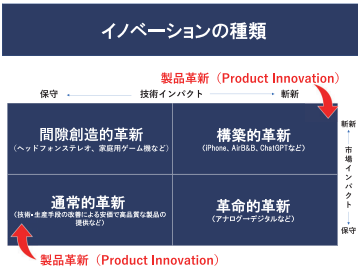 イノベーションの種類
製品革新（Product Innovation）
保守 技術インパクト 斬新
間隙創造的革新
（ヘッドフォンステレオ、家庭用ゲーム機など）
構築的革新
（iPhone、AirB&B、ChatGPTなど）
斬新
市場インパクト
保守
通常的革新
（技術・生産手段の改善による安価で高品質な製品の
提供など）
革命的革新
（アナログ→デジタルなど）
製品革新（Product Innovation）